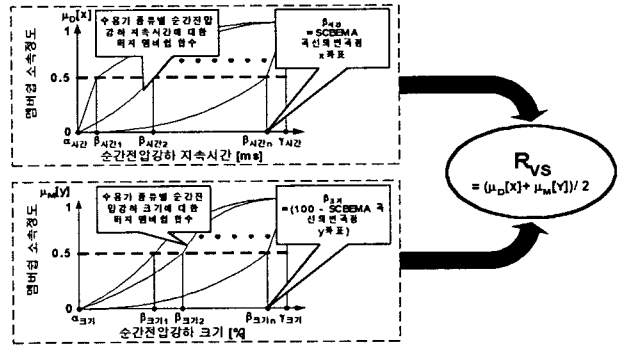 μD[x]
수용기 종류별 순간전압
강하 지속시간에 대한
퍼지 멤버쉽 함수
β시간
= SCBEMA
곡선의변곡점
x좌표
멤버쉽 소속정도
1
0.5
0
α시간 β시간1 β시간2 β시간n γ시간
순간전압강하 지속시간 [ms]
RVS
= (μD[x]+ μM[Y])/ 2
μM[y]
수용가 종류별 순간전
압강하 크기에 대한
퍼지 멤버쉽 함수
β크기
= (100 - SCBEMA 곡
선의변곡점
y좌표)
멤버쉽 소속정도
1
0.5
0
α크기 β크기1 β크기2 β크기n γ크기
순간전압강하 크기 [%]